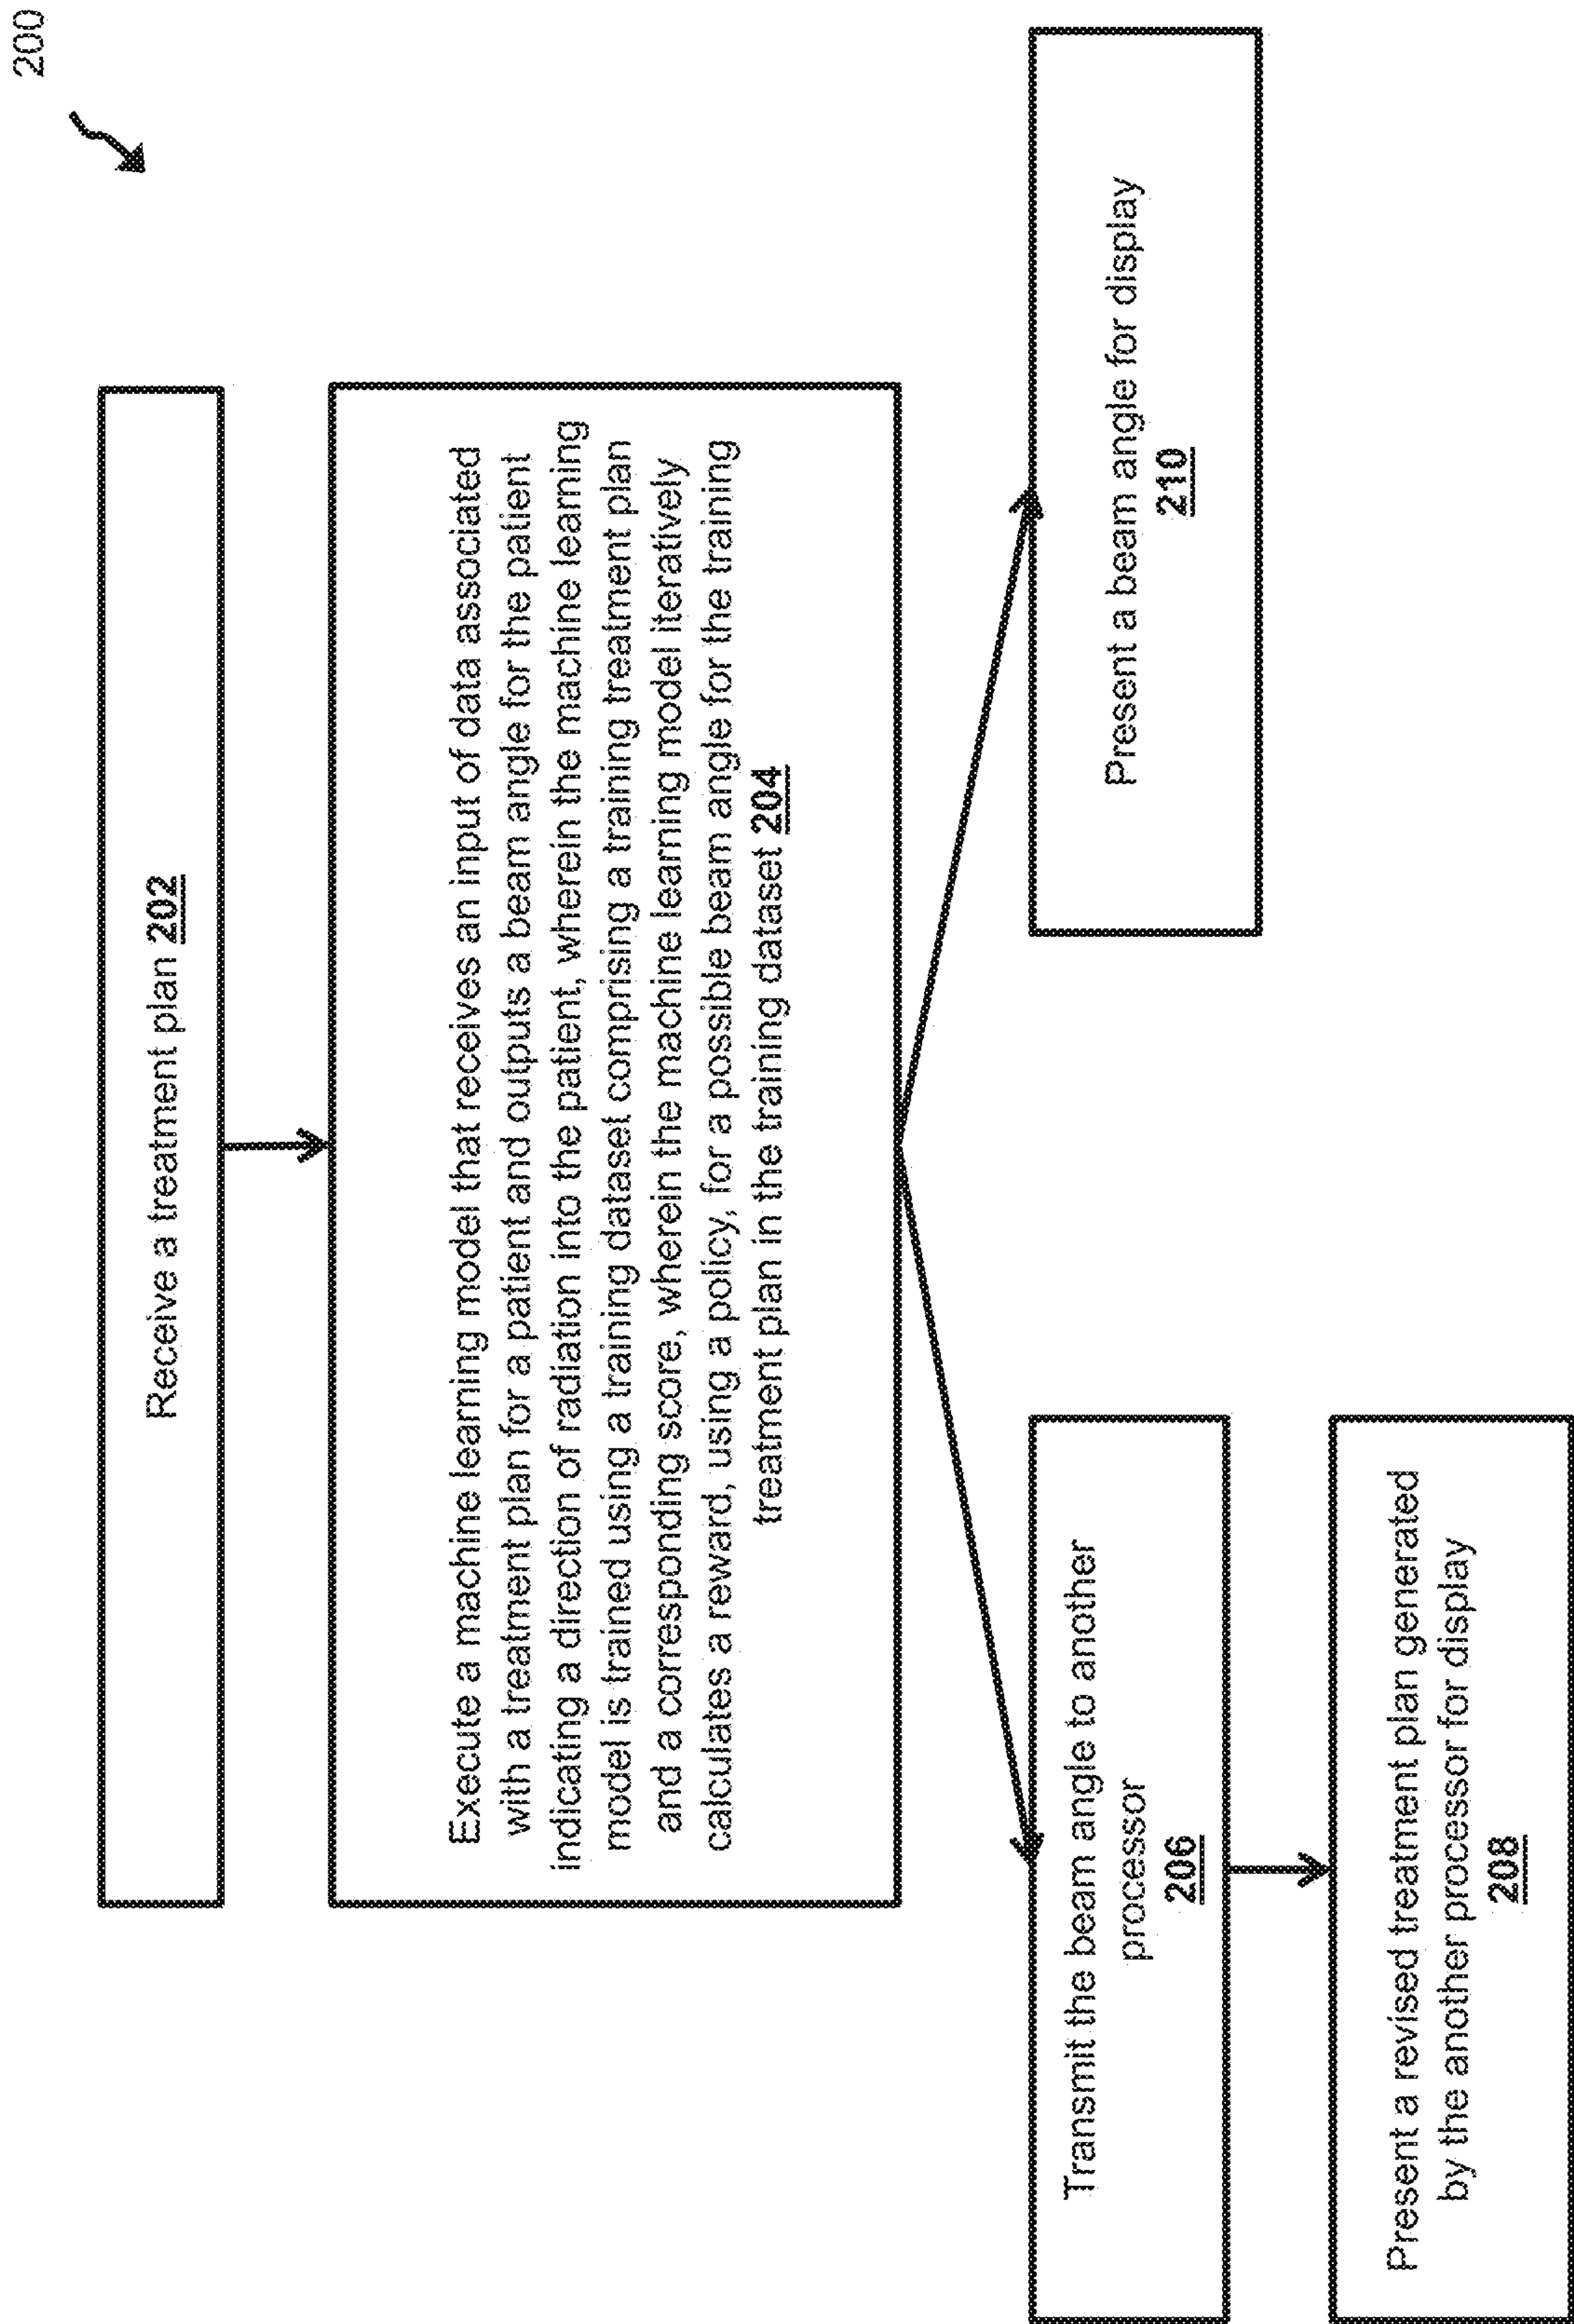 200
Receive a treatment plan 202
Execute a machine learning model that receives an input of data associated
with a treatment plan for a patient and outputs a beam angle for the patient
indicating a direction of radiation into the patient, wherein the machine learning
model is trained using a training dataset comprising a training treatment plan
and a corresponding score, wherein the machine learning model iteratively
calculates a reward, using a policy, for a possible beam angle for the training
treatment plan in the training dataset 204
Transmit the beam angle to another
processor
206
Present a revised treatment plan generated
by the another processor for display
208
Present a beam angle for display
210